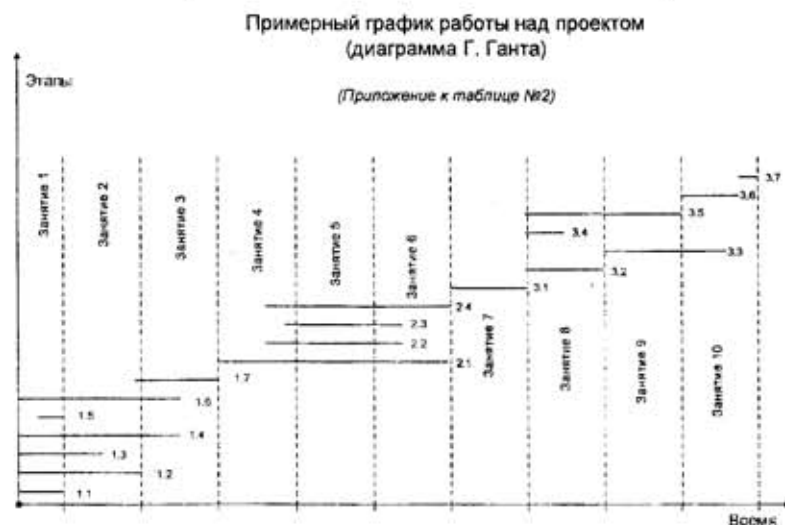 Примерный график работы над проектом
(диаграмма Г. Ганта)
Этапы
(Приложение к таблице №2)
Занятие 1
Занятие 2
Занятие 3
Занятие 4
Занятие 5
Занятие 6
Занятие 7
Занятие 8
Занятие 9
Занятие 10
3.7
3.6
3.5
3.4
3.3
3.2
3.1
2.4
2.3
2.2
2.1
1.7
1.6
1.5
1.4
1.3
1.2
1.1
Время